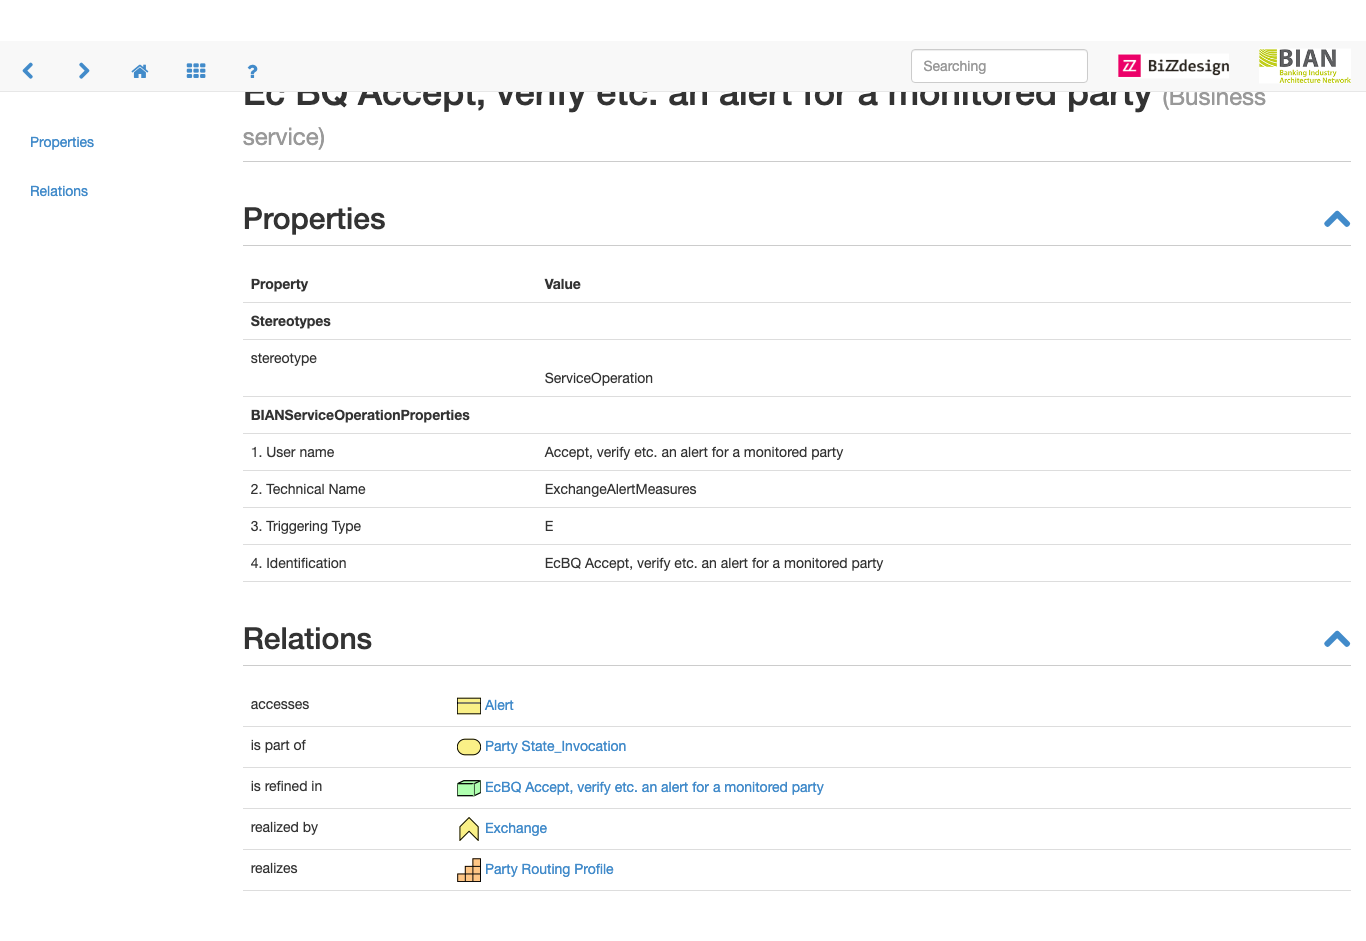 ?
Searching
BiZZdesign
BIAN
Banking Industry
Architecture Network
Ec BQ Accept, verify etc. an alert for a monitored party (Business
service)
Properties
Relations
Properties
Property Value
Stereotypes
stereotype
ServiceOperation
BIANServiceOperationProperties
1. User name Accept, verify etc. an alert for a monitored party
2. Technical Name ExchangeAlertMeasures
3. Triggering Type E
4. Identification EcBQ Accept, verify etc. an alert for a monitored party
Relations
accesses Alert
is part of Party State_Invocation
is refined in EcBQ Accept, verify etc. an alert for a monitored party
realized by Exchange
realizes Party Routing Profile